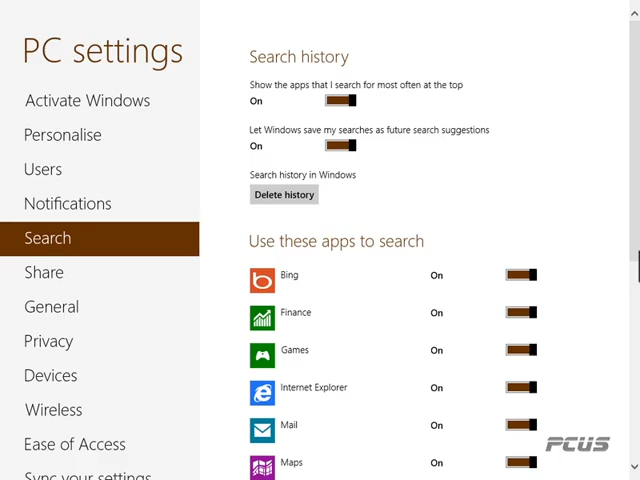 PC settings
Activate Windows
Personalise
Users
Notifications
Search
Share
General
Privacy
Devices
Wireless
Ease of Access
Sync your settings
Search history
Show the apps that I search for most often at the top
On
Let Windows save my searches as future search suggestions
On
Search history in Windows
Delete history
Use these apps to search
Bing On
Finance On
Games On
Internet Explorer On
Mail On
Maps On
PCUS